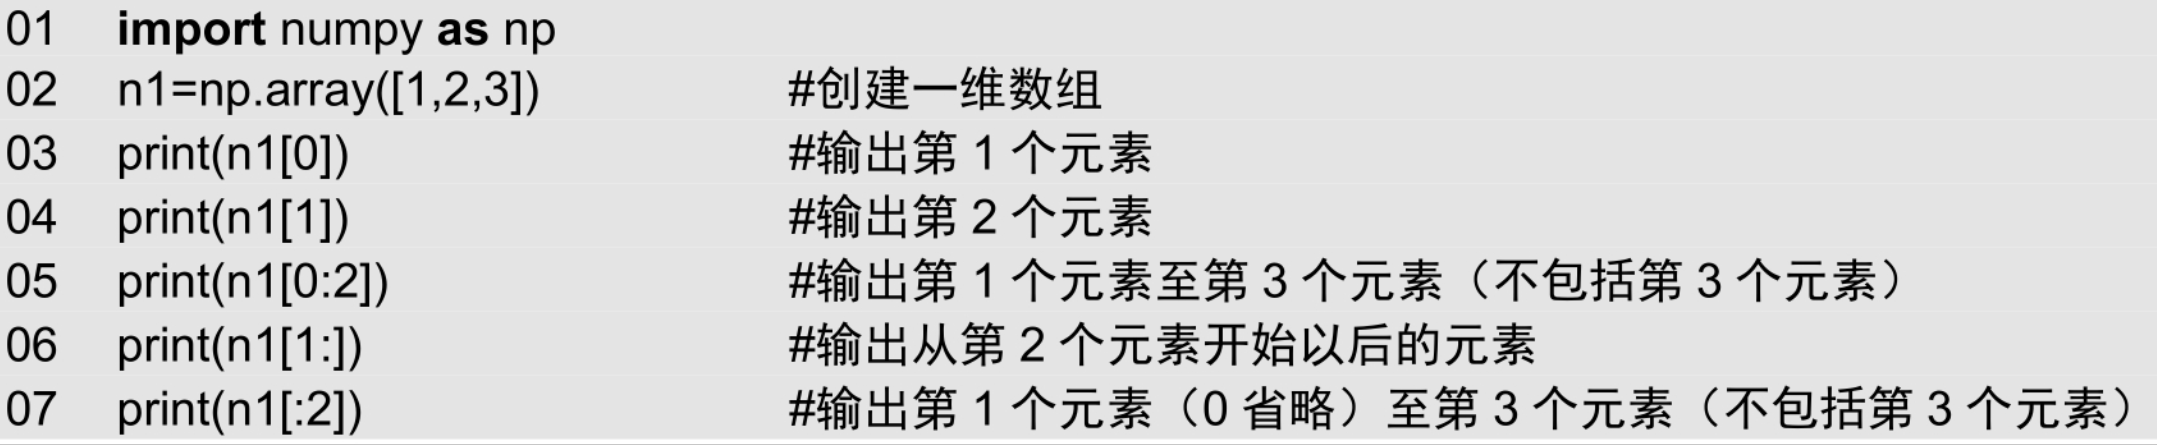 01 import numpy as np
02 n1=np.array([1,2,3]) #创建一维数组
03 print(n1[0]) #输出第 1 个元素
04 print(n1[1]) #输出第 2 个元素
05 print(n1[0:2]) #输出第 1 个元素至第 3 个元素（不包括第 3 个元素）
06 print(n1[1:]) #输出从第 2 个元素开始以后的元素
07 print(n1[:2]) #输出第 1 个元素（0 省略）至第 3 个元素（不包括第 3 个元素）